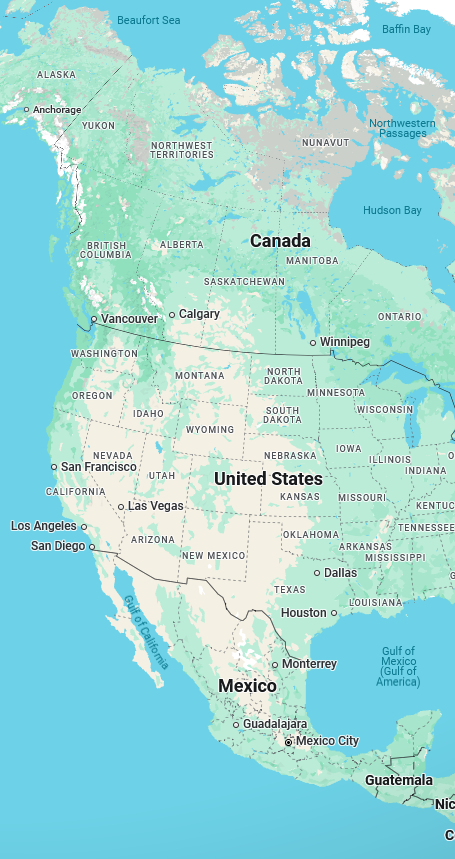 Beaufort Sea
Baffin Bay
ALASKA
Anchorage
YUKON
Northwestern
Passages
NUNAVUT
NORTHWEST
TERRITORIES
Hudson Bay
BRITISH
COLUMBIA
ALBERTA
Canada
MANITOBA
SASKATCHEWAN
Vancouver
Calgary
ONTARIO
Winnipeg
WASHINGTON
MONTANA
NORTH
DAKOTA
MINNESOTA
OREGON
IDAHO
SOUTH
DAKOTA
WISCONSIN
WYOMING
IOWA
NEVADA
NEBRASKA
ILLINOIS
O
San Francisco
UTAH
United States
INDIANA
CALIFORNIA
KANSAS
MISSOURI
Las Vegas
KENTUC
Los Angeles
TENNESSEE
ARIZONA
OKLAHOMA
San Diego
NEW MEXICO
ARKANSAS
MISSISSIPPI
Dallas
G
TEXAS
LOUISIANA
Houston
Gulf of California
Gulf of
Mexico
(Gulf of
America)
Monterrey
Mexico
Guadalajara
Mexico City
Guatemala
Nic
C